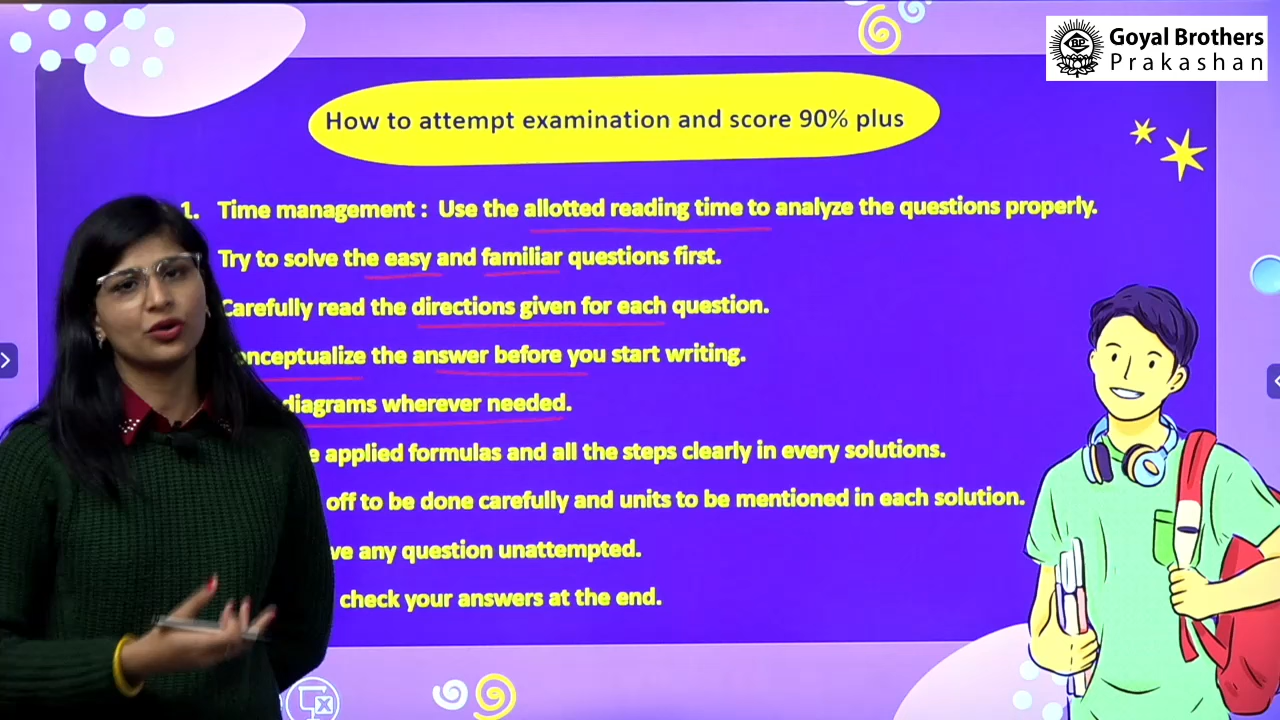 Goyal Brothers
Prakashan
How to attempt examination and score 90% plus
1. Time management : Use the allotted reading time to analyze the questions properly.
Try to solve the easy and familiar questions first.
Carefully read the directions given for each question.
onceptualize the answer before you start writing.
diagrams wherever needed.
applied formulas and all the steps clearly in every solutions.
off to be done carefully and units to be mentioned in each solution.
any question unattempted.
check your answers at the end.